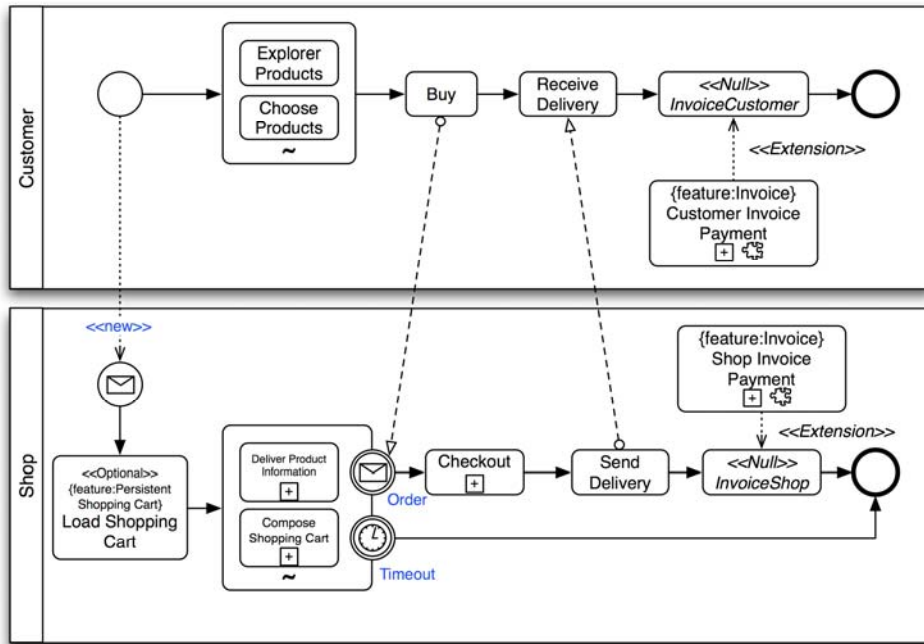 Customer
Explorer
Products
Choose
Products
~
Buy
Receive
Delivery
<<Null>>
InvoiceCustomer
<<Extension>>
{feature:Invoice}
Customer Invoice
Payment
+
<<new>>
Shop
<<Optional>>
{feature:Persistent
Shopping Cart}
Load Shopping
Cart
Deliver Product
Information
+
Compose
Shopping Cart
+
~
Order
Timeout
Checkout
+
Send
Delivery
{feature:Invoice}
Shop Invoice
Payment
+
<<Extension>>
<<Null>>
InvoiceShop